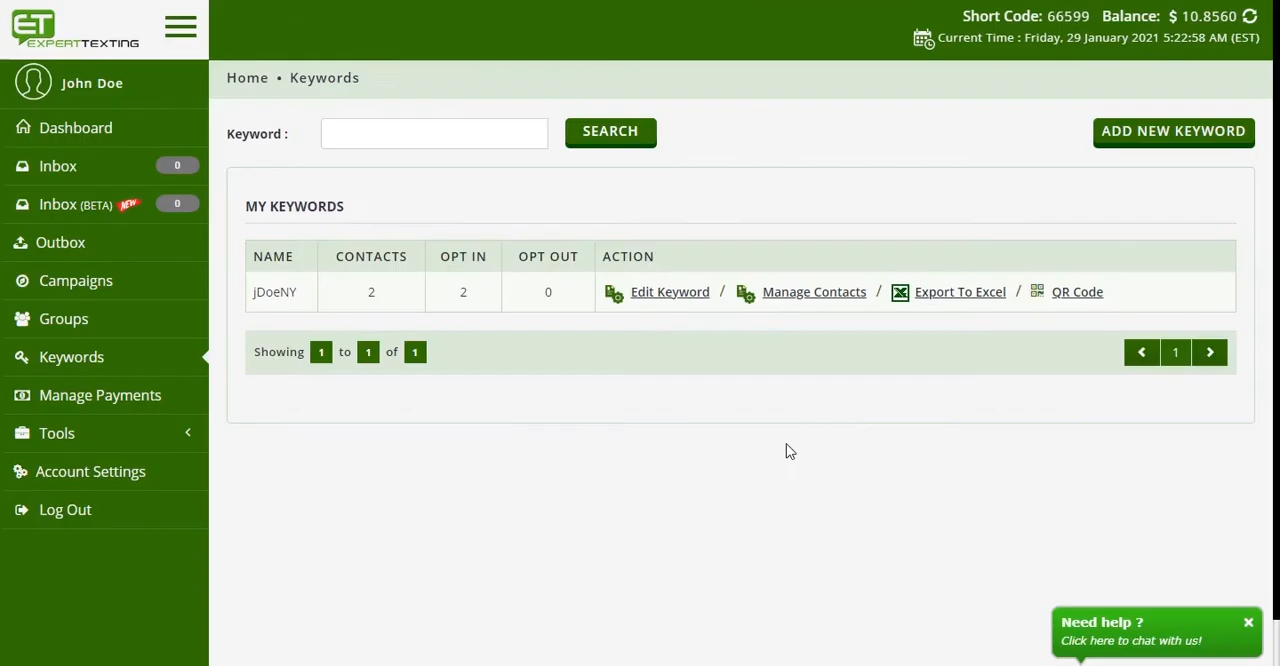 ET
EXPERTTEXTING
Short Code: 66599 Balance: $ 10.8560
Current Time : Friday, 29 January 2021 5:22:58 AM (EST)
John Doe
Dashboard
Inbox 0
Inbox (BETA) NEW 0
Outbox
Campaigns
Groups
Keywords
Manage Payments
Tools
Account Settings
Log Out
Home • Keywords
Keyword : SEARCH ADD NEW KEYWORD
MY KEYWORDS
NAME CONTACTS OPT IN OPT OUT ACTION
jDoeNY 2 2 0 Edit Keyword / Manage Contacts / Export To Excel / QR Code
Showing 1 to 1 of 1 1
Need help ?
Click here to chat with us!